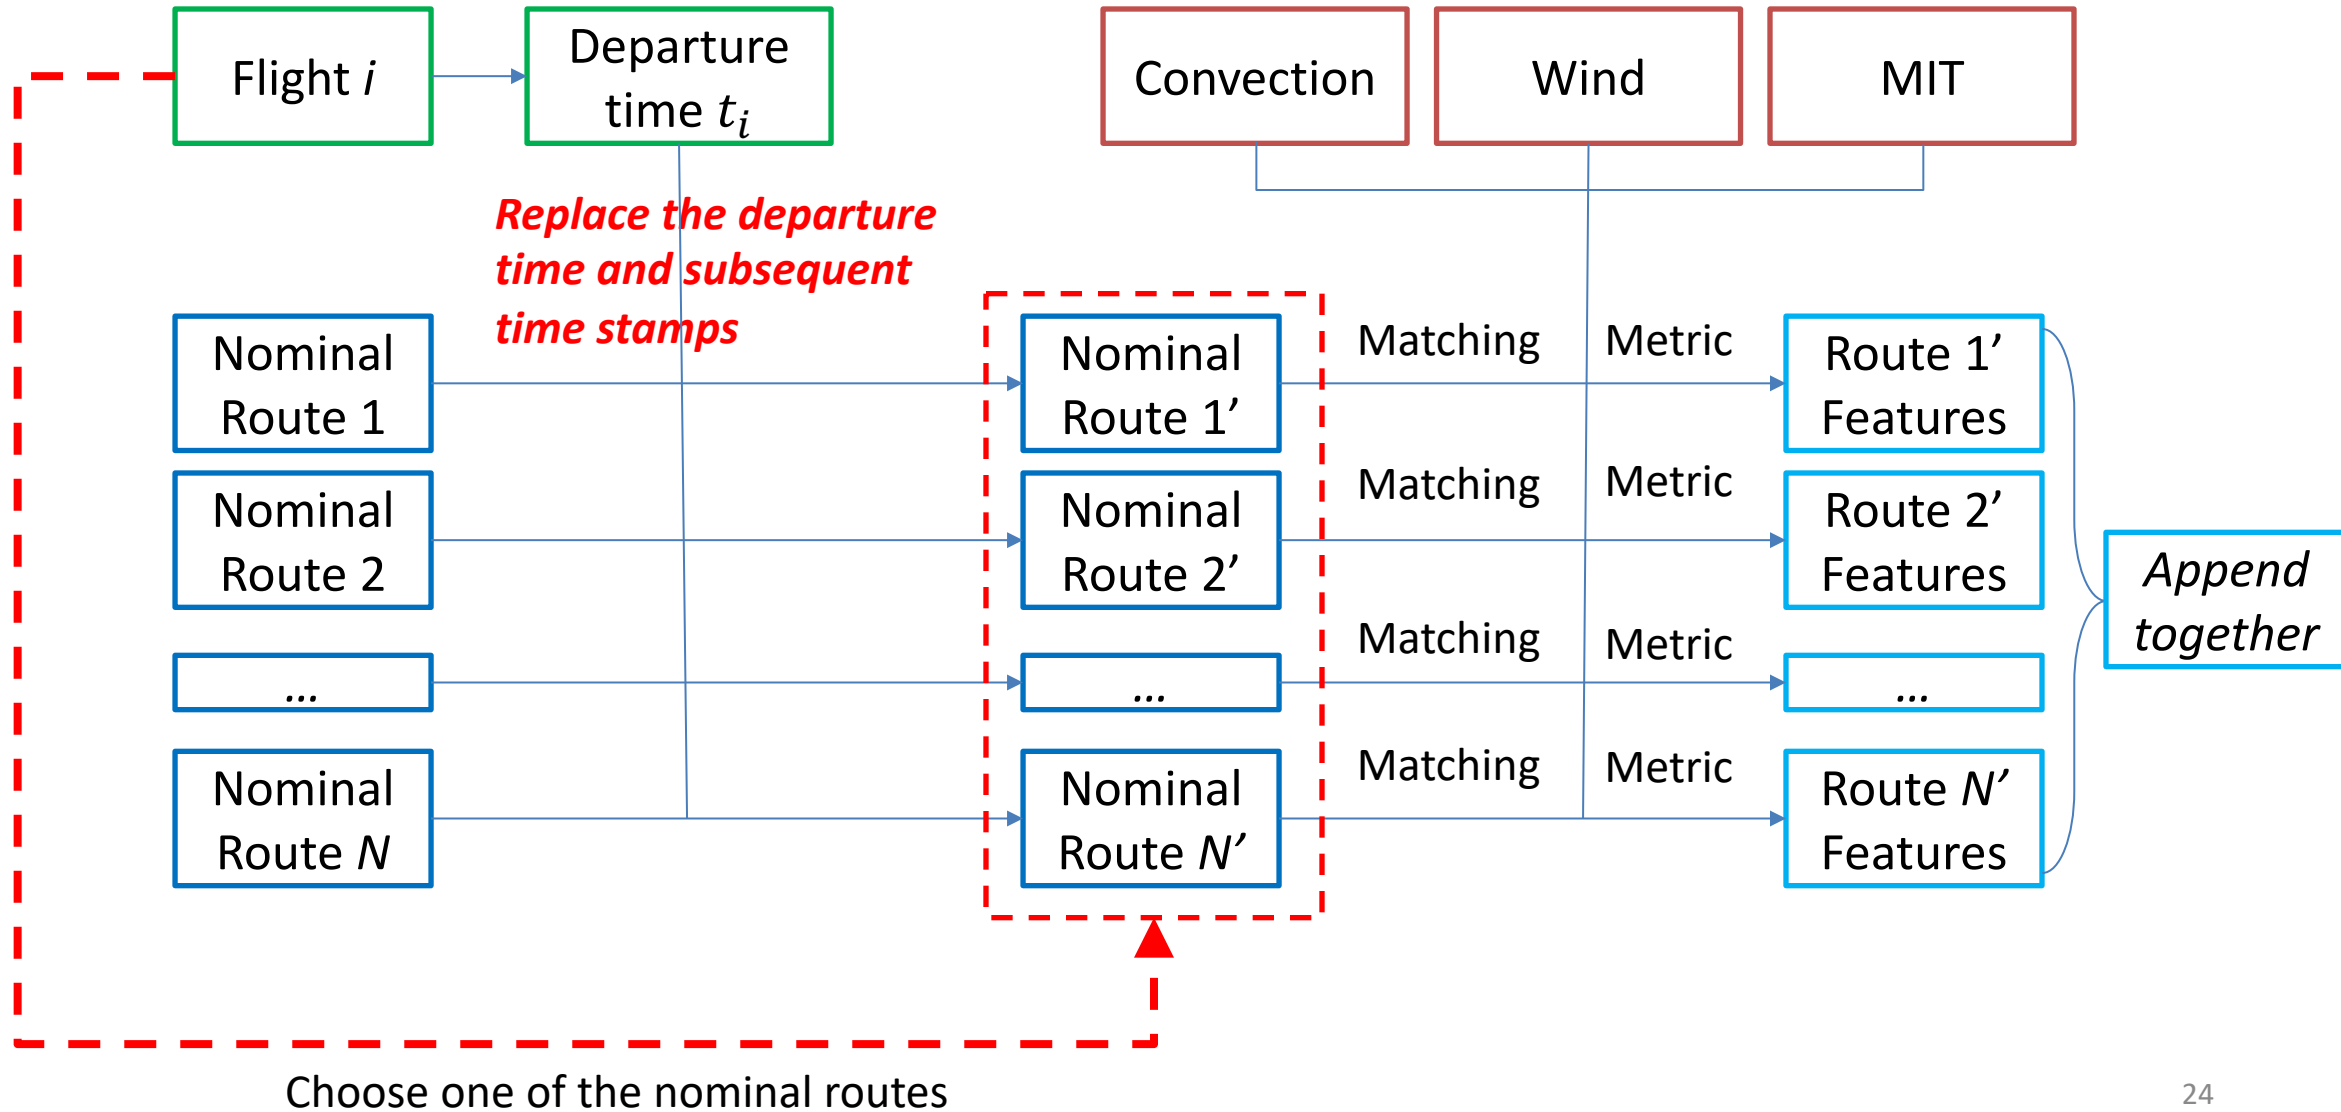 Flight i
Departure
time tᵢ
Convection
Wind
MIT
Replace the departure
time and subsequent
time stamps
Nominal
Route 1
Nominal
Route 1’
Matching
Metric
Route 1’
Features
Nominal
Route 2
Nominal
Route 2’
Matching
Metric
Route 2’
Features
Append
together
...
...
Matching
Metric
...
Nominal
Route N
Nominal
Route N’
Matching
Metric
Route N’
Features
Choose one of the nominal routes
24